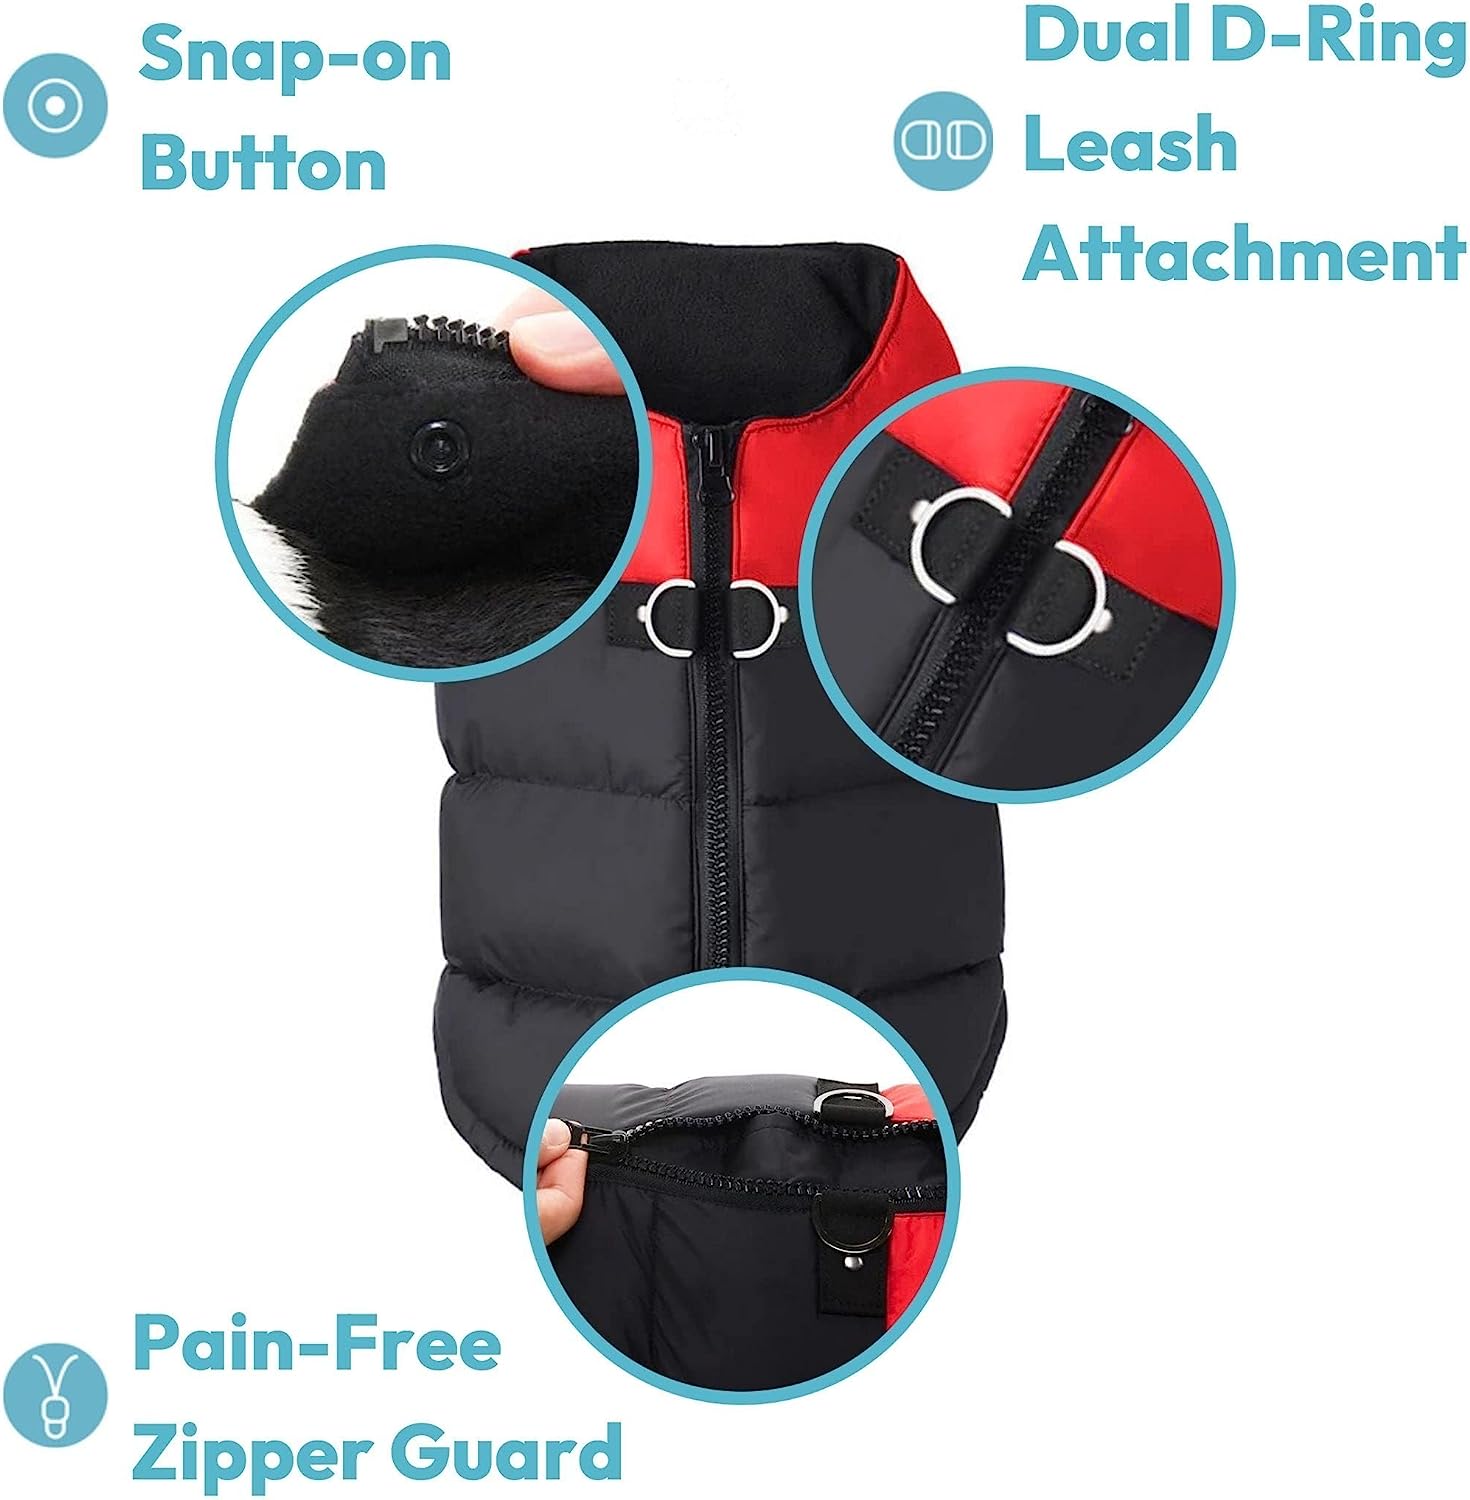 Snap-on
Button
Dual D-Ring
Leash
Attachment
Pain-Free
Zipper Guard